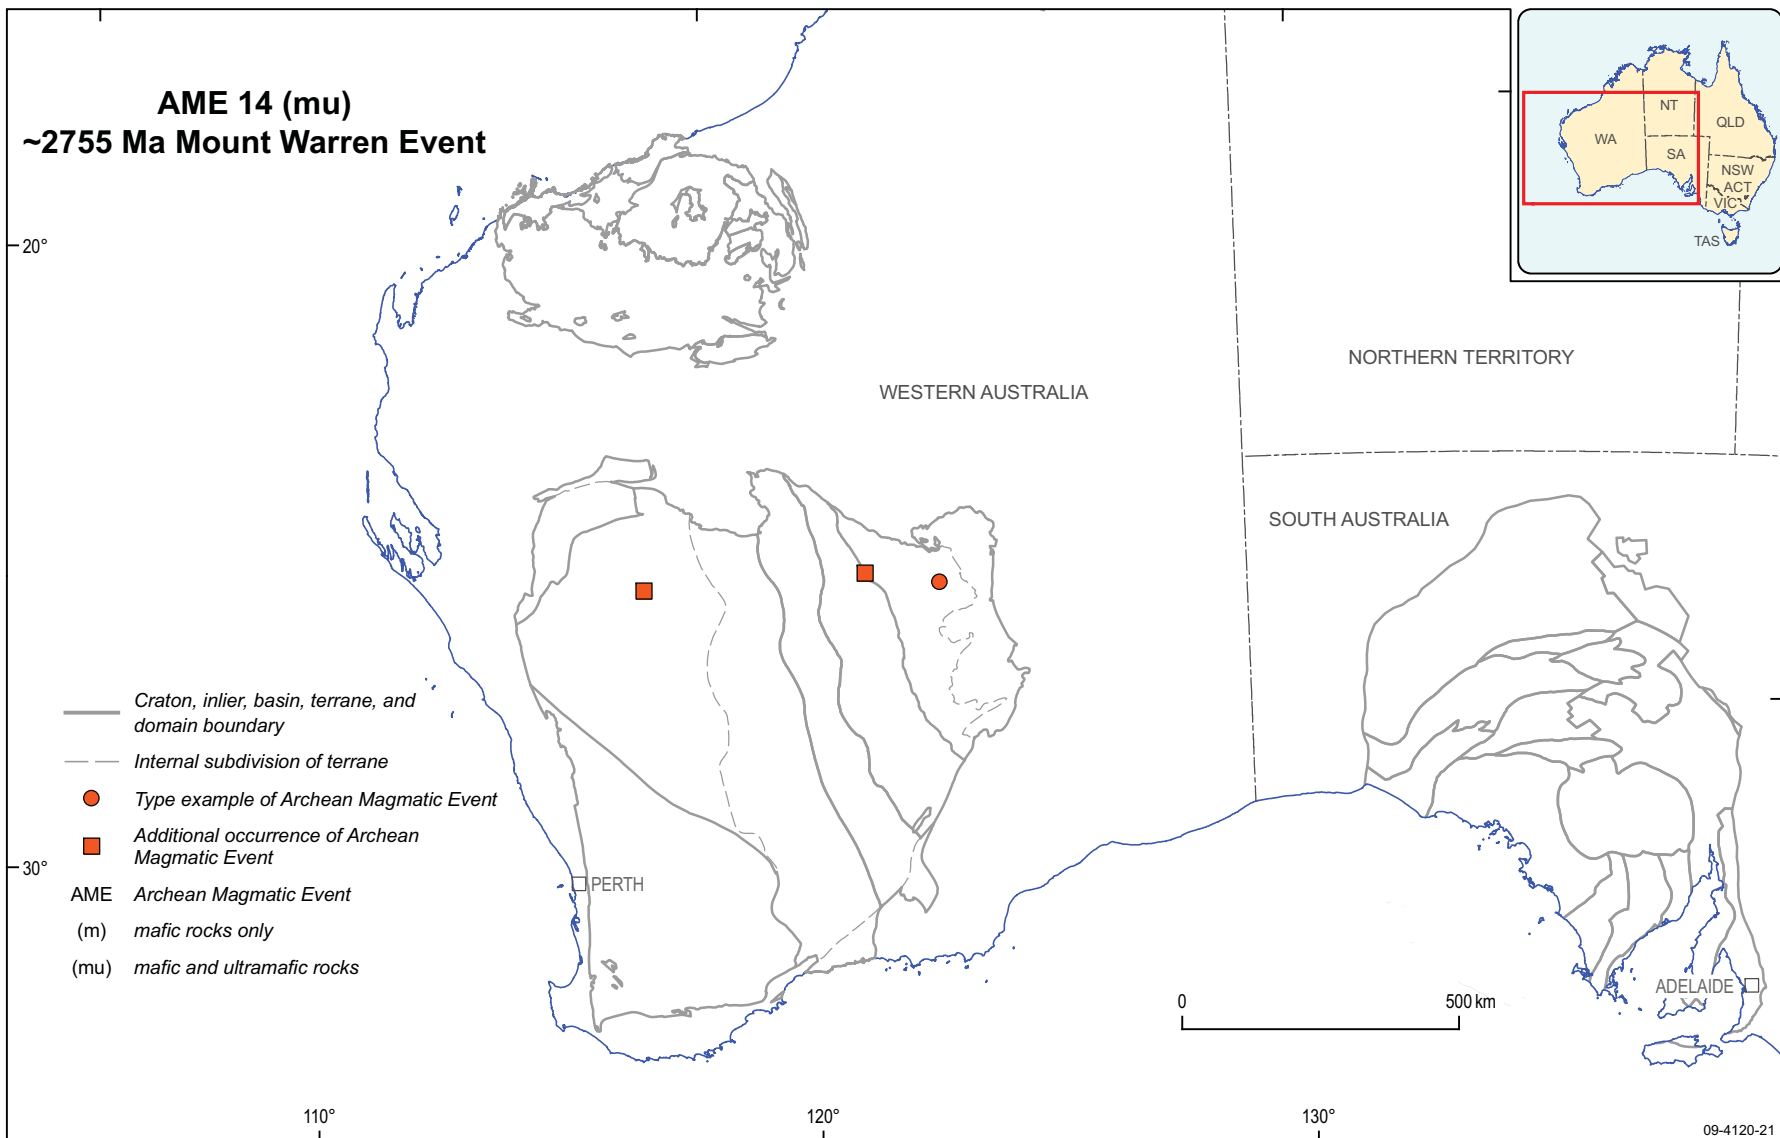 AME 14 (mu)
~2755 Ma Mount Warren Event
NT
QLD
WA
SA
NSW
ACT
VIC
TAS
20°
NORTHERN TERRITORY
WESTERN AUSTRALIA
SOUTH AUSTRALIA
Craton, inlier, basin, terrane, and
domain boundary
Internal subdivision of terrane
Type example of Archean Magmatic Event
Additional occurrence of Archean
Magmatic Event
30°
PERTH
AME Archean Magmatic Event
(m) mafic rocks only
(mu) mafic and ultramafic rocks
ADELAIDE
0 500 km
110° 120° 130°
09-4120-21